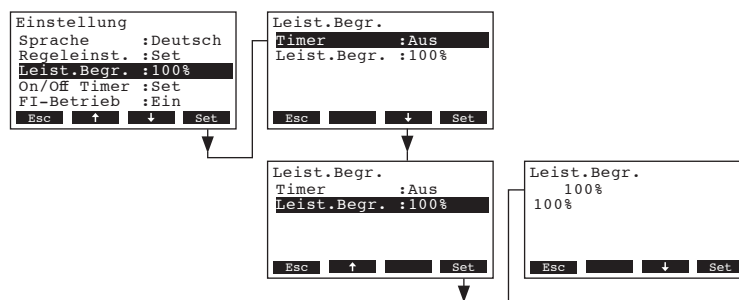 Einstellung
Sprache :Deutsch
Regeleinst. :Set
Leist.Begr. :100%
On/Off Timer :Set
FI-Betrieb :Ein
Esc ↑ ↓ Set
Leist.Begr.
Timer :Aus
Leist.Begr. :100%
Esc ↓ Set
Leist.Begr.
Timer :Aus
Leist.Begr. :100%
Esc ↑ Set
Leist.Begr.
100%
100%
Esc ↓ Set